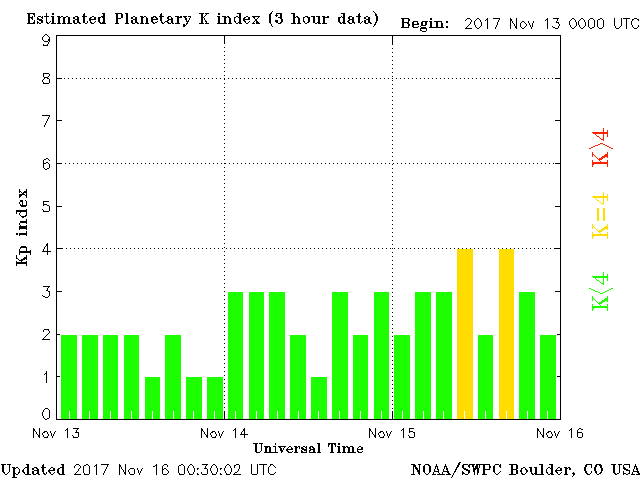 Estimated Planetary K index (3 hour data)
Begin: 2017 Nov 13 0000 UTC
9
8
7
6
5
4
3
2
1
0
Kp index
K>4
K=4
K<4
Nov 13
Nov 14
Nov 15
Nov 16
Universal Time
Updated 2017 Nov 16 00:30:02 UTC
NOAA/SWPC Boulder, CO USA